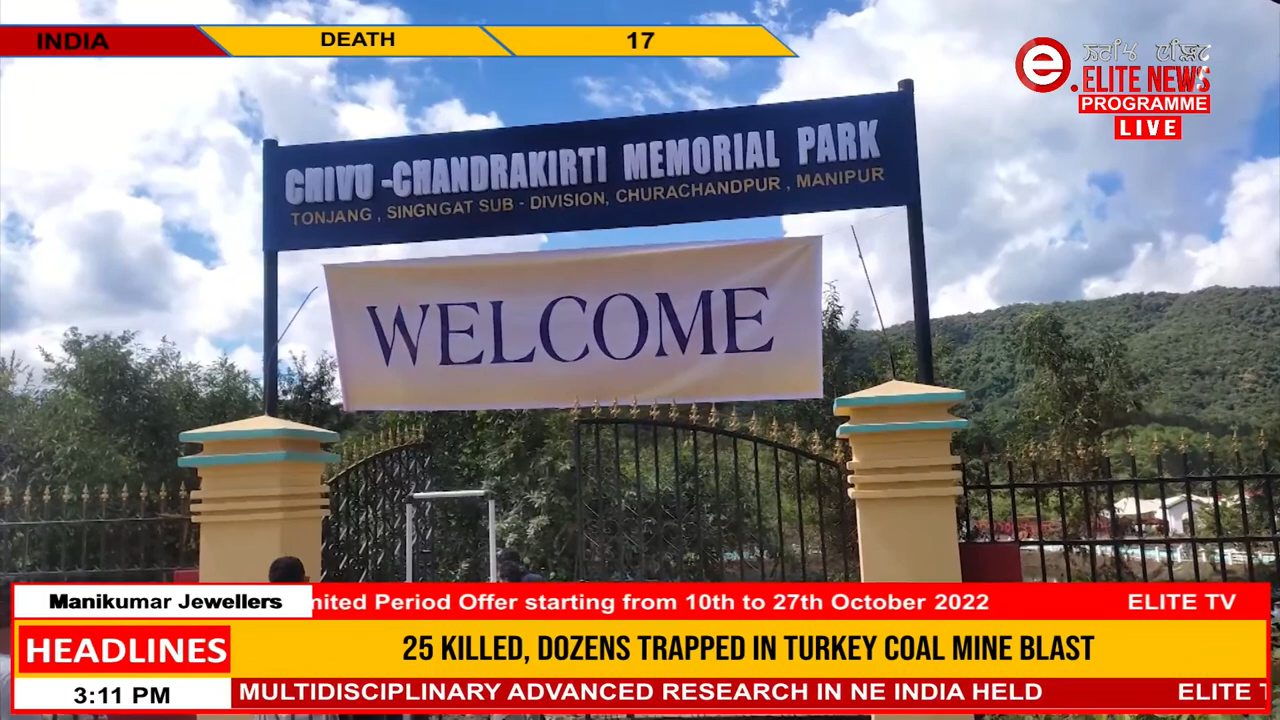 INDIA DEATH 17
e. ELITE NEWS
PROGRAMME
LIVE
CHIVU -CHANDRAKIRTI MEMORIAL PARK
TONJANG , SINGNGAT SUB - DIVISION, CHURACHANDPUR , MANIPUR
WELCOME
Manikumar Jewellers Period Offer starting from 10th to 27th October 2022 ELITE TV
HEADLINES 25 KILLED, DOZENS TRAPPED IN TURKEY COAL MINE BLAST
3:11 PM MULTIDISCIPLINARY ADVANCED RESEARCH IN NE INDIA HELD ELITE T